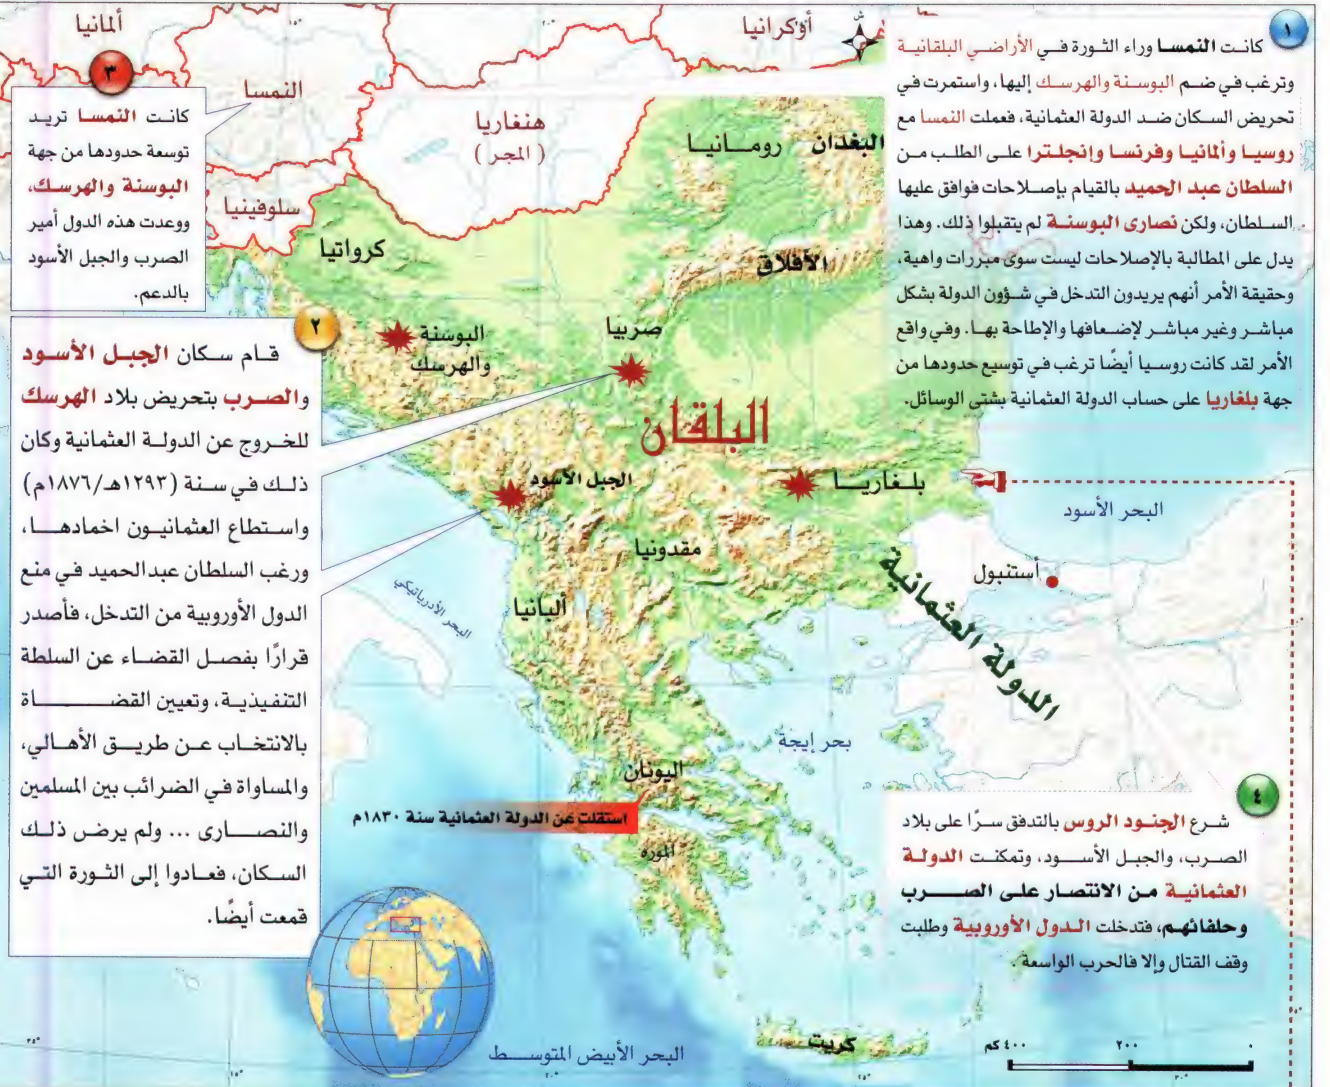 ١
كانت النمسا وراء الثورة في الأراضي البلقانية
وترغب في ضم البوسنة والهرسك إليها، واستمرت في
تحريض السكان ضد الدولة العثمانية، فعملت النمسا مع
روسيا وألمانيا وفرنسا وإنجلترا على الطلب من
السلطان عبد الحميد بالقيام بإصلاحات فوافق عليها
السلطان، ولكن نصارى البوسنة لم يتقبلوا ذلك. وهذا
يدل على المطالبة بالإصلاحات ليست سوى مبررات واهية،
وحقيقة الأمر أنهم يريدون التدخل في شؤون الدولة بشكل
مباشر وغير مباشر لإضعافها والإطاحة بها. وفي واقع
الأمر لقد كانت روسيا أيضًا ترغب في توسيع حدودها من
جهة بلغاريا على حساب الدولة العثمانية بشتى الوسائل.
٢
قام سكان الجبل الأسود
والصرب بتحريض بلاد الهرسك
للخروج عن الدولة العثمانية وكان
ذلك في سنة (١٢٩٣هـ/١٨٧٦م)
واستطاع العثمانيون اخمادها،
ورغب السلطان عبدالحميد في منع
الدول الأوروبية من التدخل، فأصدر
قرارًا بفصل القضاء عن السلطة
التنفيذية، وتعيين القضاة
بالانتخاب عن طريق الأهالي،
والمساواة في الضرائب بين المسلمين
والنصارى ... ولم يرض ذلك
السكان، فعادوا إلى الثورة التي
قمعت أيضًا.
٣
كانت النمسا تريد
توسعة حدودها من جهة
البوسنة والهرسك،
ووعدت هذه الدول أمير
الصرب والجبل الأسود
بالدعم.
٤
شرع الجنود الروس بالتدفق سرًا على بلاد
الصرب، والجبل الأسود، وتمكنت الدولة
العثمانية من الانتصار على الصرب
وحلفائهم، فتدخلت الدول الأوروبية وطلبت
وقف القتال وإلا فالحرب الواسعة.
ألمانيا
أوكرانيا
ش
النمسا
هنغاريا
(المجر)
سلوفينيا
كرواتيا
رومانيا
البغدان
الأفلاق
البوسنة
والهرسك
صربيا
البلقان
الجبل الأسود
بلغاريا
البحر الأسود
مقدونيا
أستنبول
الدولة العثمانية
ألبانيا
البحر الأدرياتيكي
بحر إيجة
اليونان
استقلت عن الدولة العثمانية سنة ١٨٣٠م
المورة
كريت
البحر الأبيض المتوسط
٤٠٠ كم
٢٠٠
٠